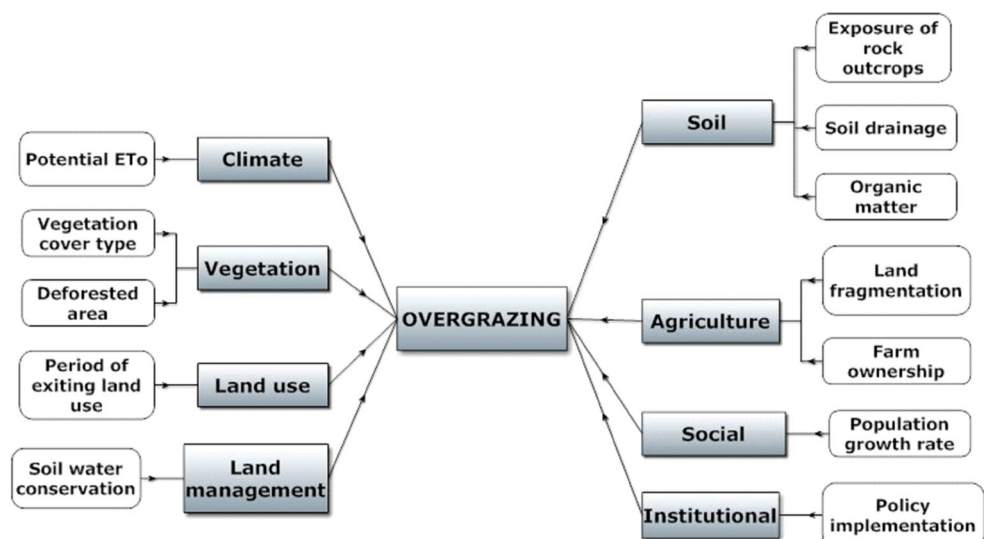 Potential ETo
Climate
Vegetation
cover type
Deforested
area
Vegetation
Period of
exiting land
use
Land use
Soil water
conservation
Land
management
OVERGRAZING
Soil
Exposure of
rock
outcrops
Soil drainage
Organic
matter
Agriculture
Land
fragmentation
Farm
ownership
Social
Population
growth rate
Institutional
Policy
implementation